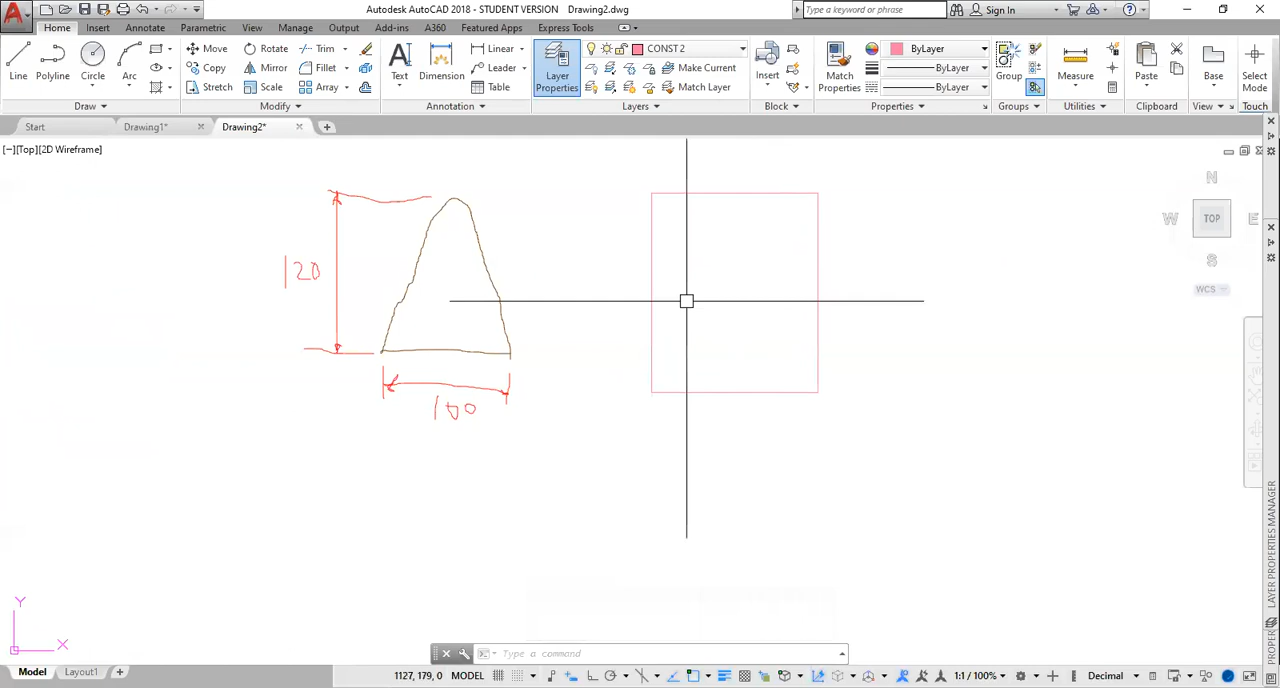 Autodesk AutoCAD 2018 - STUDENT VERSION Drawing2.dwg
Type a keyword or phrase
Sign In
Home Insert Annotate Parametric View Manage Output Add-ins A360 Featured Apps Express Tools
Line Polyline Circle Arc
Move Rotate Trim
Copy Mirror Fillet
Stretch Scale Array
Text Dimension
Linear
Leader
Table
Layer Properties
CONST 2
Make Current
Match Layer
Insert
Match Properties
ByLayer
ByLayer
ByLayer
Group
Measure
Paste
Base
Select Mode
Draw Modify Annotation Layers Block Properties Groups Utilities Clipboard View Touch
Start Drawing1* Drawing2*
[−][Top][2D Wireframe]
N
W TOP E
S
WCS
120
100
LAYER PROPERTIES MANAGER
PROPER
Y
X
Type a command
Model Layout1
1127, 179, 0 MODEL
1:1 / 100%
Decimal